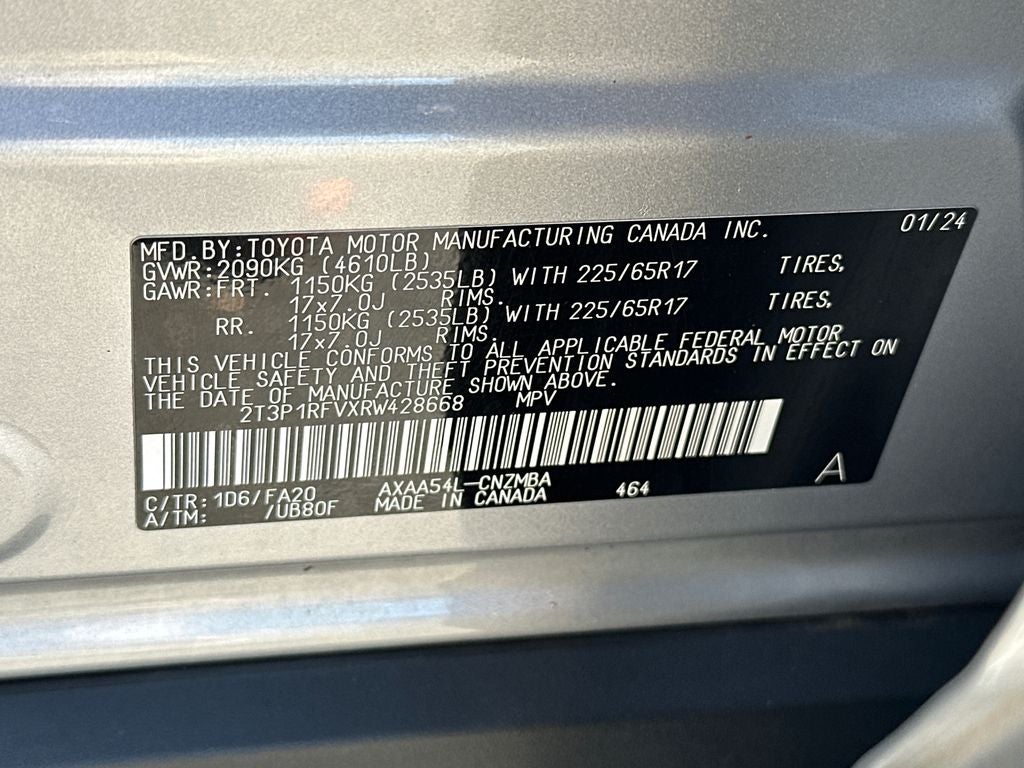 01/24
MFD.BY:TOYOTA MOTOR MANUFACTURING CANADA INC.
GVWR:2090KG (4610LB)
GAWR:FRT. 1150KG (2535LB) WITH 225/65R17 TIRES,
17x7.0J RIMS.
RR. 1150KG (2535LB) WITH 225/65R17 TIRES,
17x7.0J RIMS.
THIS VEHICLE CONFORMS TO ALL APPLICABLE FEDERAL MOTOR
VEHICLE SAFETY AND THEFT PREVENTION STANDARDS IN EFFECT ON
THE DATE OF MANUFACTURE SHOWN ABOVE.
2T3P1RFVXRW428668 MPV
A
C/TR: 1D6/FA20 AXAA54L-CNZMBA 464
A/TM: /UB80F MADE IN CANADA